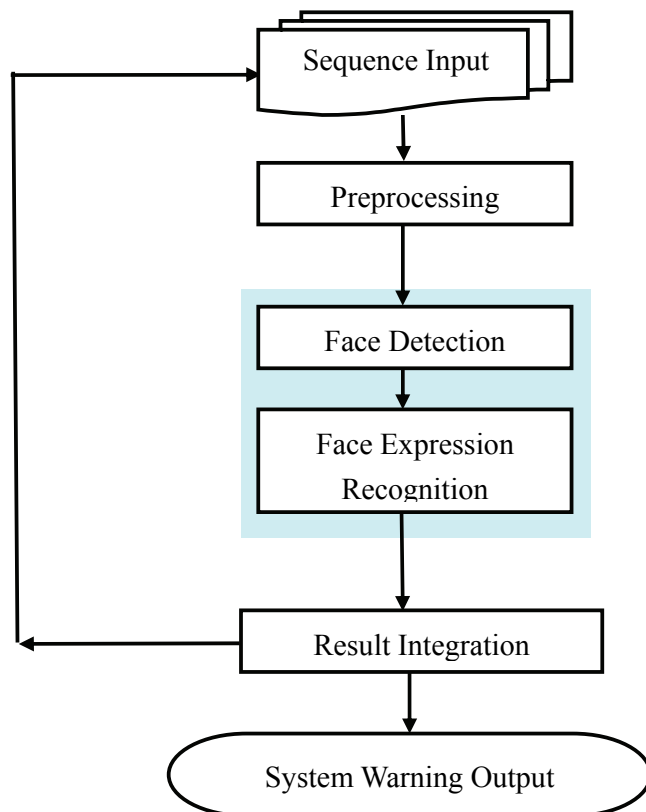 Sequence Input
Preprocessing
Face Detection
Face Expression
Recognition
Result Integration
System Warning Output